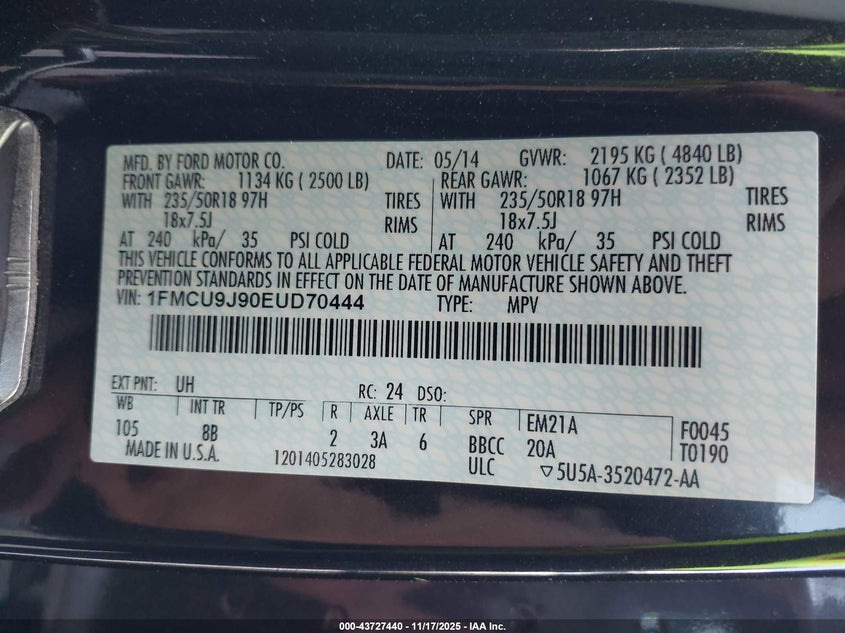 MFD. BY FORD MOTOR CO. DATE: 05/14 GVWR: 2195 KG ( 4840 LB)
FRONT GAWR: 1134 KG ( 2500 LB) REAR GAWR: 1067 KG ( 2352 LB)
WITH 235/50R18 97H TIRES WITH 235/50R18 97H TIRES
18x7.5J RIMS 18x7.5J RIMS
AT 240 kPa/ 35 PSI COLD AT 240 kPa/ 35 PSI COLD
THIS VEHICLE CONFORMS TO ALL APPLICABLE FEDERAL MOTOR VEHICLE SAFETY AND THEFT
PREVENTION STANDARDS IN EFFECT ON THE DATE OF MANUFACTURE SHOWN ABOVE.
VIN: 1FMCU9J90EUD70444 TYPE: MPV
EXT PNT: UH RC: 24 DSO:
WB INT TR TP/PS R AXLE TR SPR EM21A F0045
105 8B 2 3A 6 BBCC 20A T0190
MADE IN U.S.A. 1201405283028 ULC ▽5U5A-3520472-AA
000-43727440 - 11/17/2025 - IAA Inc.